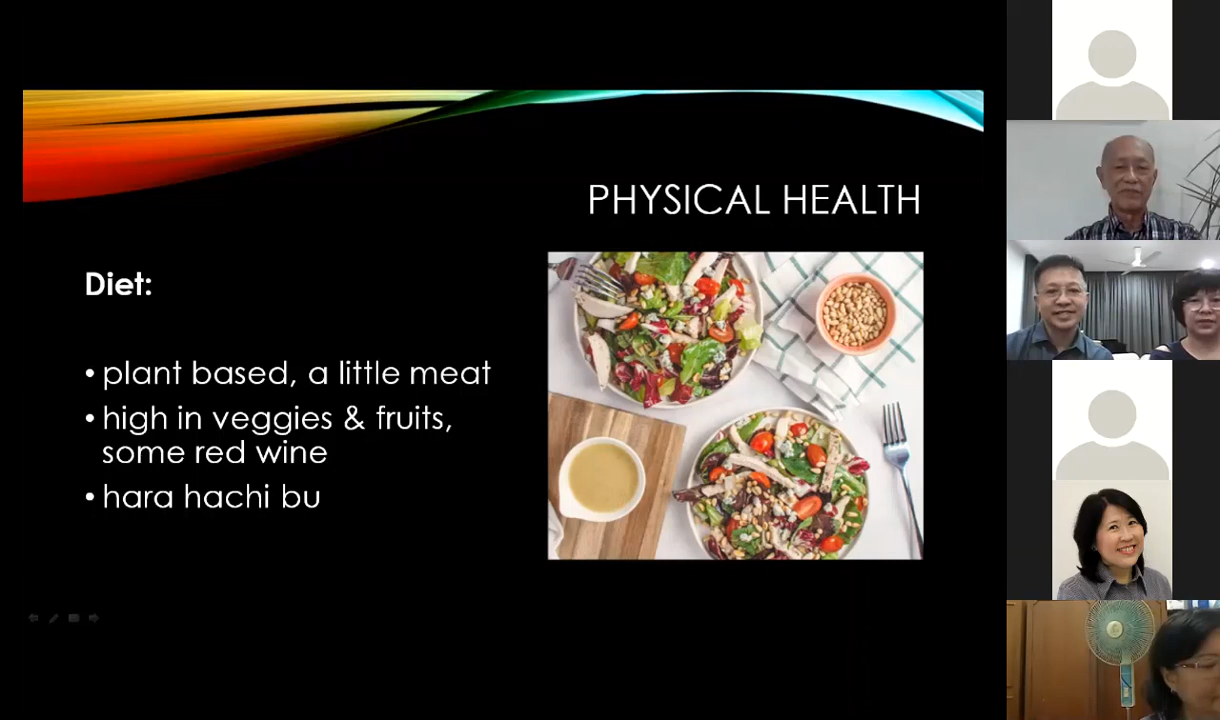 PHYSICAL HEALTH
Diet:
• plant based, a little meat
• high in veggies & fruits,
some red wine
• hara hachi bu